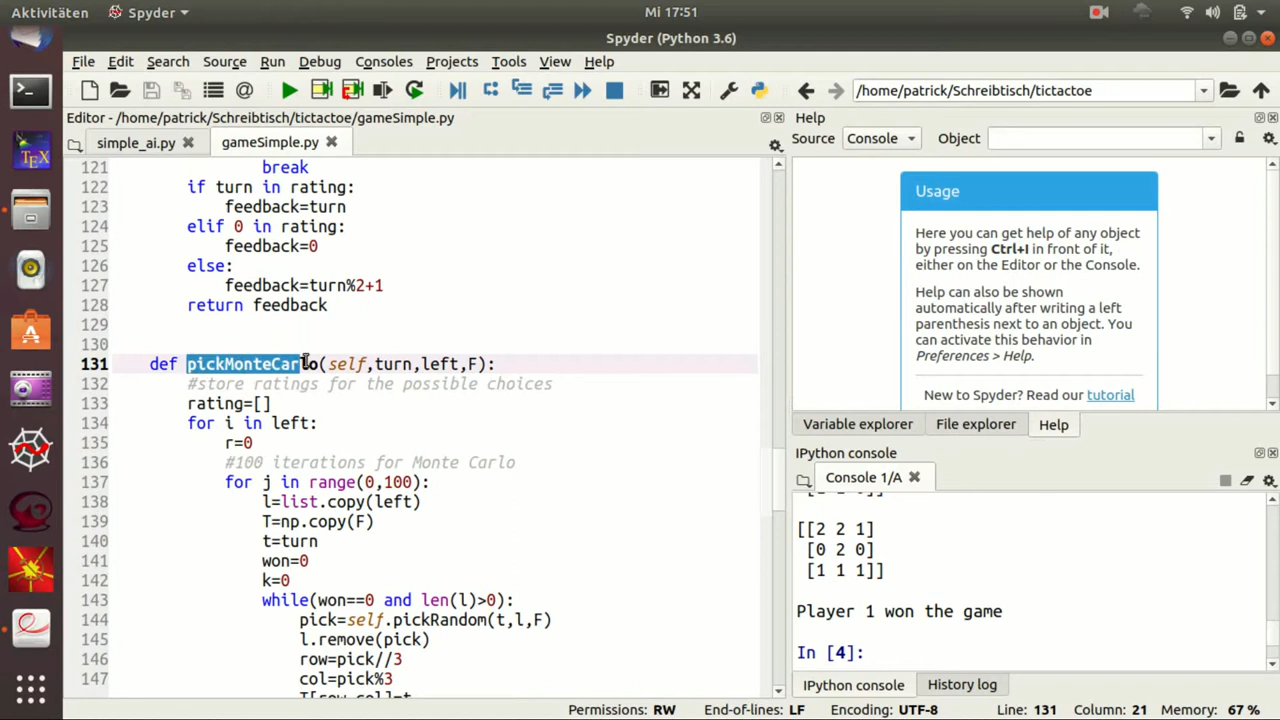 Aktivitäten Spyder Mi 17:51
Spyder (Python 3.6)
File Edit Search Source Run Debug Consoles Projects Tools View Help
/home/patrick/Schreibtisch/tictactoe
Editor - /home/patrick/Schreibtisch/tictactoe/gameSimple.py
simple_ai.py gameSimple.py
121 break
122 if turn in rating:
123 feedback=turn
124 elif 0 in rating:
125 feedback=0
126 else:
127 feedback=turn%2+1
128 return feedback
129
130
131 def pickMonteCarlo(self,turn,left,F):
132 #store ratings for the possible choices
133 rating=[]
134 for i in left:
135 r=0
136 #100 iterations for Monte Carlo
137 for j in range(0,100):
138 l=list.copy(left)
139 T=np.copy(F)
140 t=turn
141 won=0
142 k=0
143 while(won==0 and len(l)>0):
144 pick=self.pickRandom(t,l,F)
145 l.remove(pick)
146 row=pick//3
147 col=pick%3
Help
Source Console Object
Usage
Here you can get help of any object
by pressing Ctrl+I in front of it,
either on the Editor or the Console.
Help can also be shown
automatically after writing a left
parenthesis next to an object. You
can activate this behavior in
Preferences > Help.
New to Spyder? Read our tutorial
Variable explorer File explorer Help
IPython console
Console 1/A
[[2 2 1]
[0 2 0]
[1 1 1]]
Player 1 won the game
In [4]:
IPython console History log
Permissions: RW End-of-lines: LF Encoding: UTF-8 Line: 131 Column: 21 Memory: 67 %